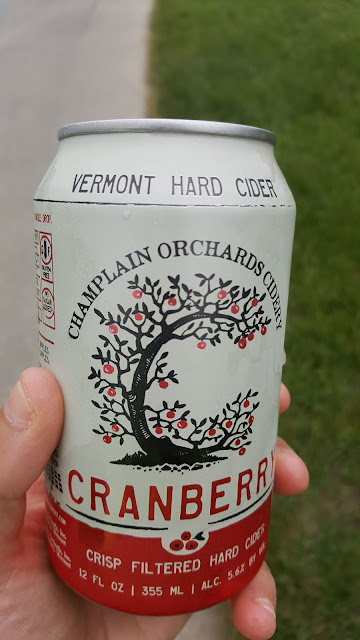 VERMONT HARD CIDER
CHAMPLAIN ORCHARDS CIDERY
CRANBERRY
CRISP FILTERED HARD CIDER
12 FL OZ | 355 ML | ALC. 5.6% BY